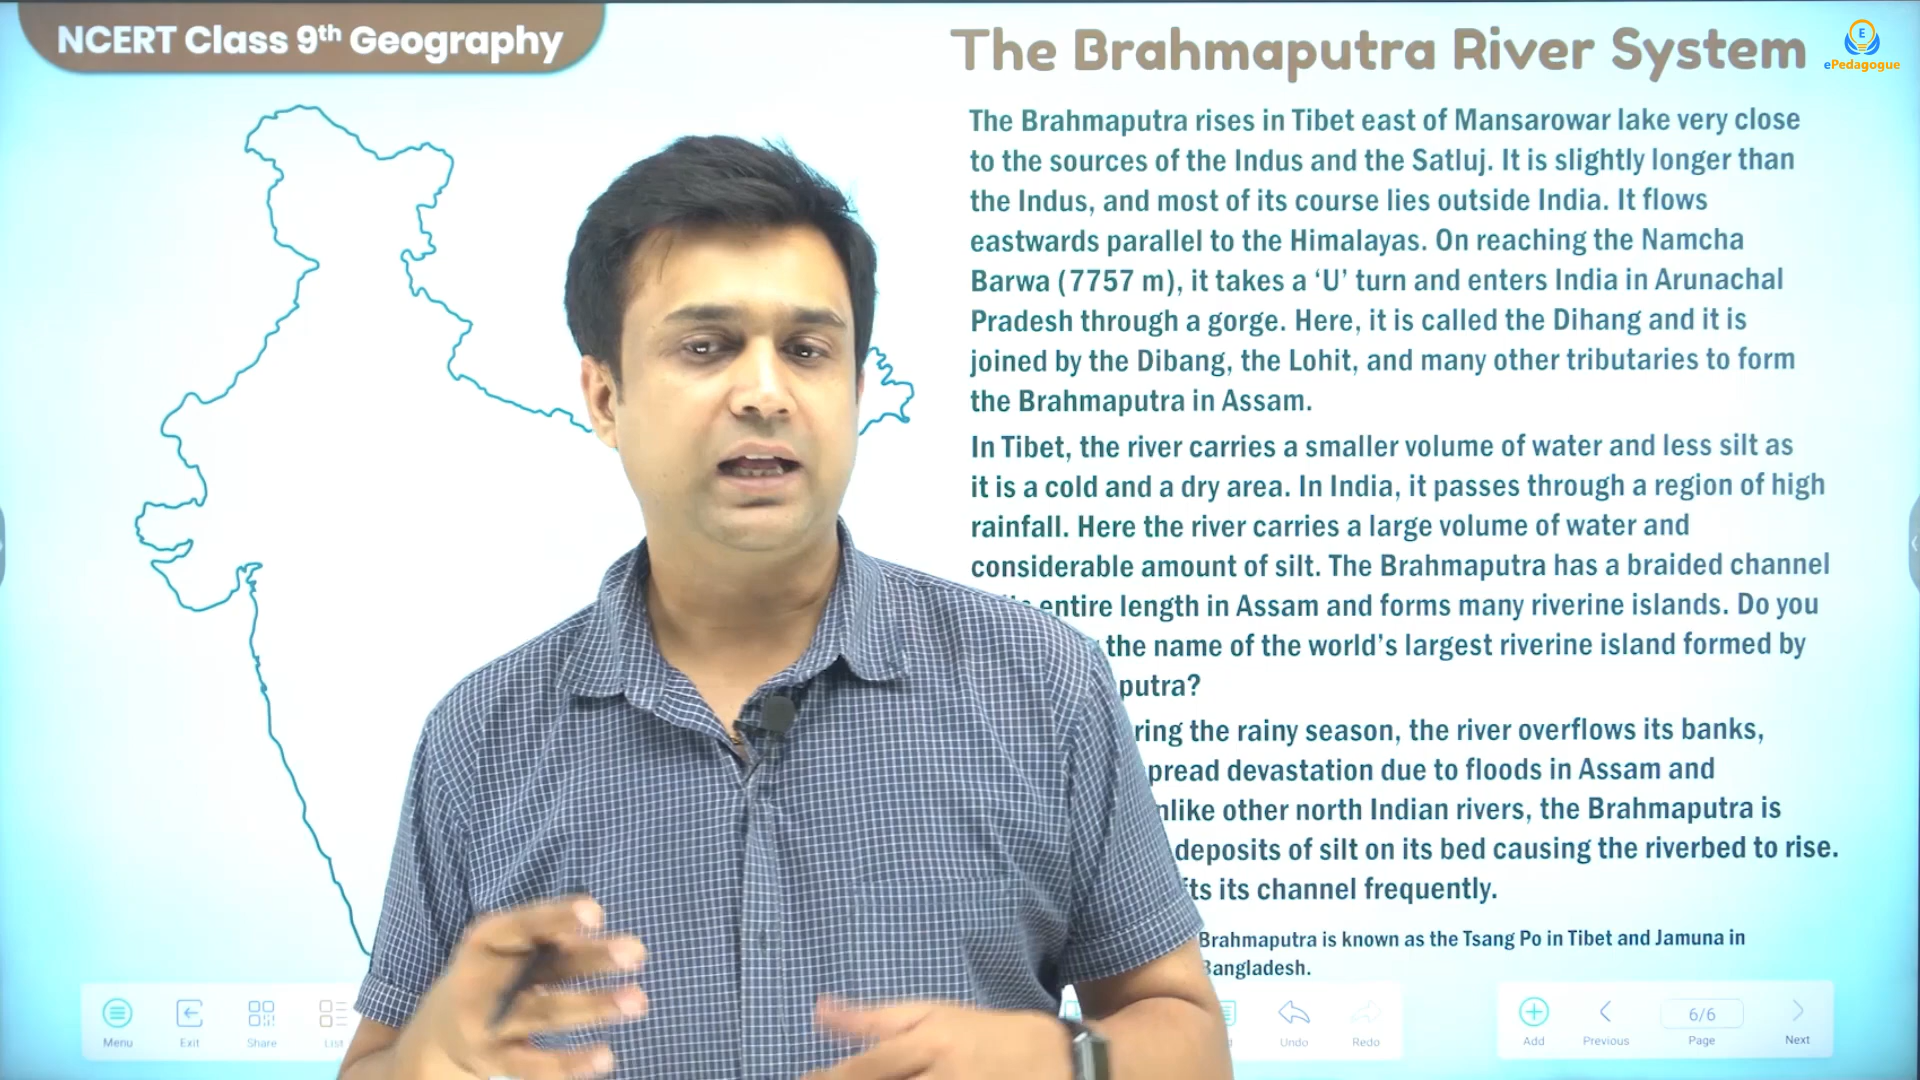 NCERT Class 9th Geography
The Brahmaputra River System
E
ePedagogue
The Brahmaputra rises in Tibet east of Mansarowar lake very close
to the sources of the Indus and the Satluj. It is slightly longer than
the Indus, and most of its course lies outside India. It flows
eastwards parallel to the Himalayas. On reaching the Namcha
Barwa (7757 m), it takes a ‘U’ turn and enters India in Arunachal
Pradesh through a gorge. Here, it is called the Dihang and it is
joined by the Dibang, the Lohit, and many other tributaries to form
the Brahmaputra in Assam.
In Tibet, the river carries a smaller volume of water and less silt as
it is a cold and a dry area. In India, it passes through a region of high
rainfall. Here the river carries a large volume of water and
considerable amount of silt. The Brahmaputra has a braided channel
entire length in Assam and forms many riverine islands. Do you
the name of the world’s largest riverine island formed by
putra?
ring the rainy season, the river overflows its banks,
pread devastation due to floods in Assam and
nlike other north Indian rivers, the Brahmaputra is
deposits of silt on its bed causing the riverbed to rise.
fts its channel frequently.
Brahmaputra is known as the Tsang Po in Tibet and Jamuna in
Bangladesh.
Menu
Exit
Share
List
Undo
Redo
Add
Previous
6/6
Page
Next